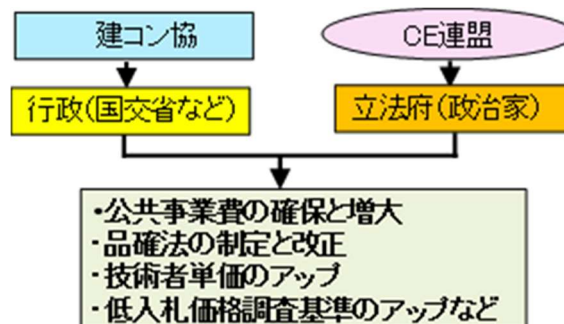 建コン協
CE連盟
行政(国交省など)
立法府(政治家)
・公共事業費の確保と増大
・品確法の制定と改正
・技術者単価のアップ
・低入札価格調査基準のアップなど